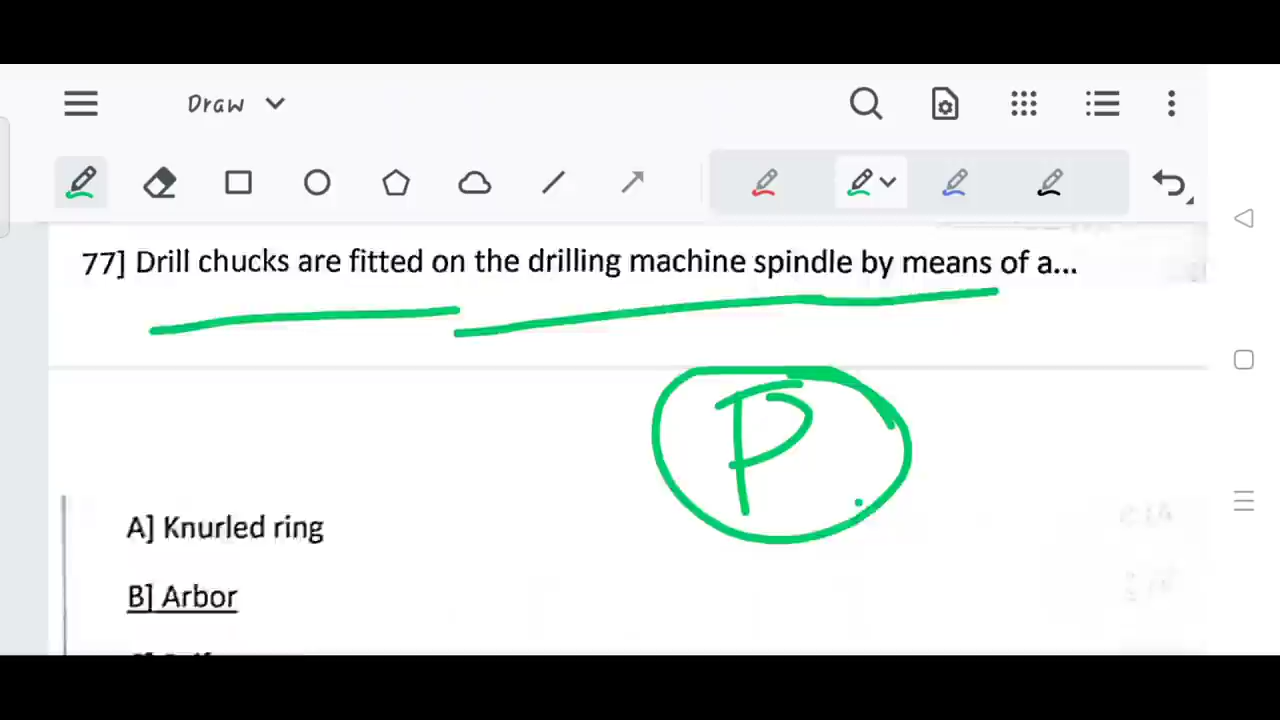 Draw
77] Drill chucks are fitted on the drilling machine spindle by means of a...
P
A] Knurled ring
B] Arbor